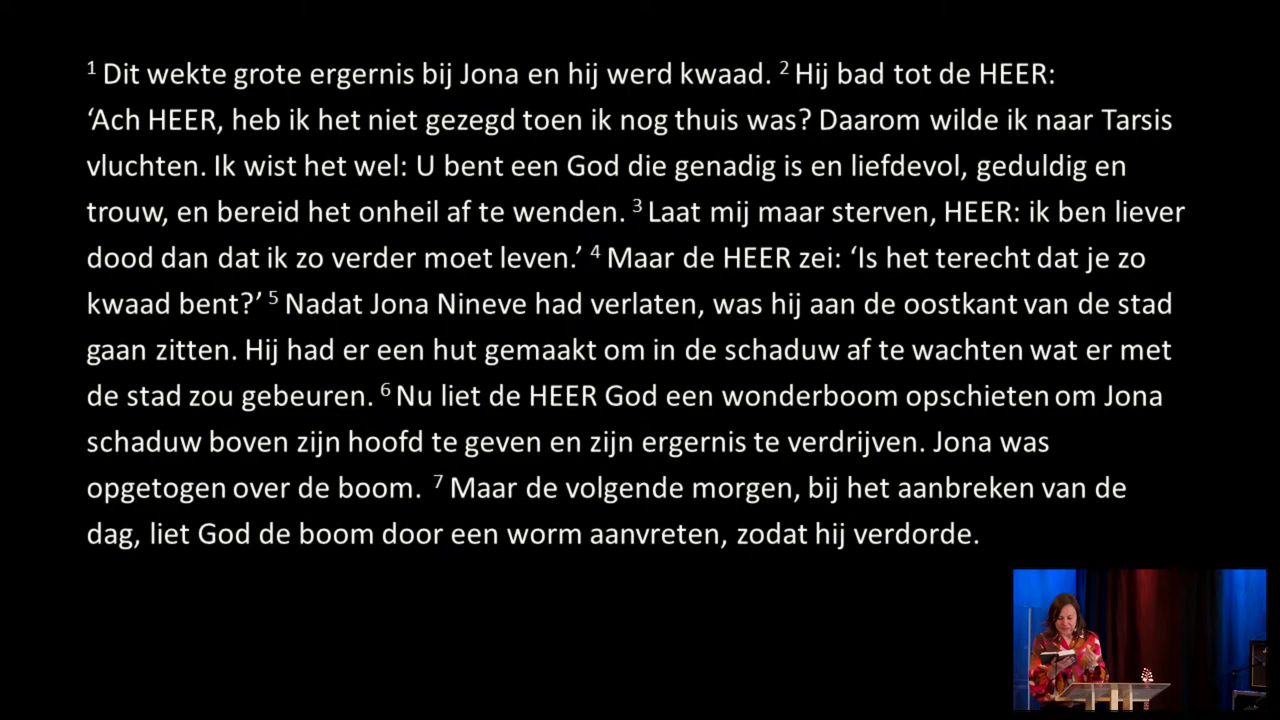 ¹ Dit wekte grote ergernis bij Jona en hij werd kwaad. ² Hij bad tot de HEER:
‘Ach HEER, heb ik het niet gezegd toen ik nog thuis was? Daarom wilde ik naar Tarsis
vluchten. Ik wist het wel: U bent een God die genadig is en liefdevol, geduldig en
trouw, en bereid het onheil af te wenden. ³ Laat mij maar sterven, HEER: ik ben liever
dood dan dat ik zo verder moet leven.’ ⁴ Maar de HEER zei: ‘Is het terecht dat je zo
kwaad bent?’ ⁵ Nadat Jona Nineve had verlaten, was hij aan de oostkant van de stad
gaan zitten. Hij had er een hut gemaakt om in de schaduw af te wachten wat er met
de stad zou gebeuren. ⁶ Nu liet de HEER God een wonderboom opschieten om Jona
schaduw boven zijn hoofd te geven en zijn ergernis te verdrijven. Jona was
opgetogen over de boom. ⁷ Maar de volgende morgen, bij het aanbreken van de
dag, liet God de boom door een worm aanvreten, zodat hij verdorde.